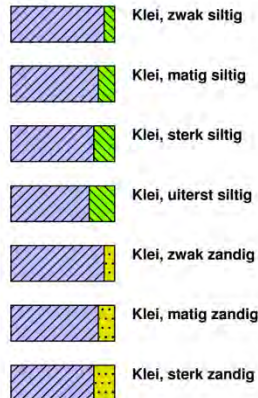 Klei, zwak siltig
Klei, matig siltig
Klei, sterk siltig
Klei, uiterst siltig
Klei, zwak zandig
Klei, matig zandig
Klei, sterk zandig